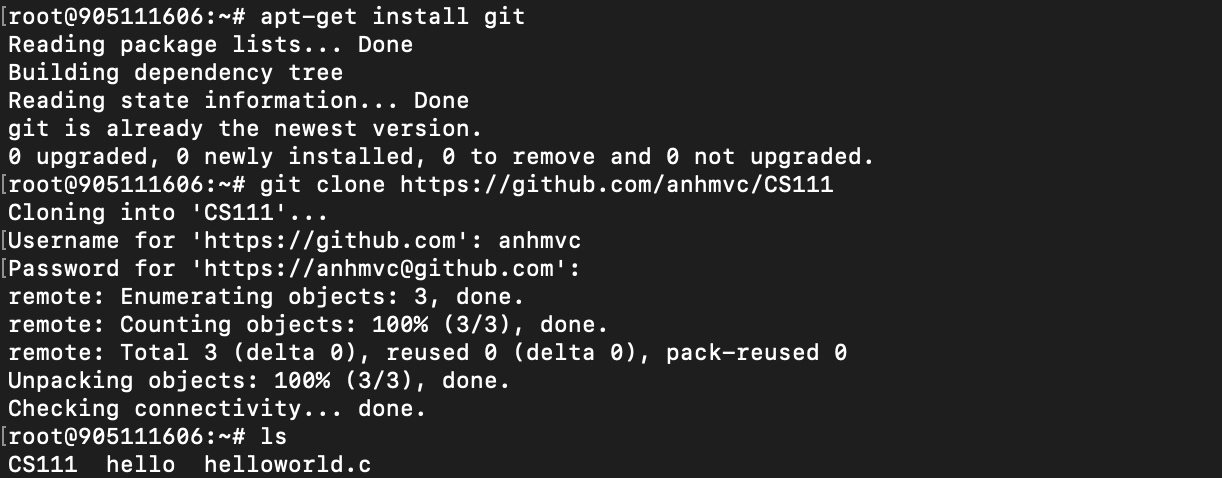 [root@905111606:~# apt-get install git
Reading package lists... Done
Building dependency tree
Reading state information... Done
git is already the newest version.
0 upgraded, 0 newly installed, 0 to remove and 0 not upgraded.
[root@905111606:~# git clone https://github.com/anhmvc/CS111
Cloning into 'CS111'...
[Username for 'https://github.com': anhmvc
[Password for 'https://anhmvc@github.com':
remote: Enumerating objects: 3, done.
remote: Counting objects: 100% (3/3), done.
remote: Total 3 (delta 0), reused 0 (delta 0), pack-reused 0
Unpacking objects: 100% (3/3), done.
Checking connectivity... done.
[root@905111606:~# ls
CS111  hello  helloworld.c